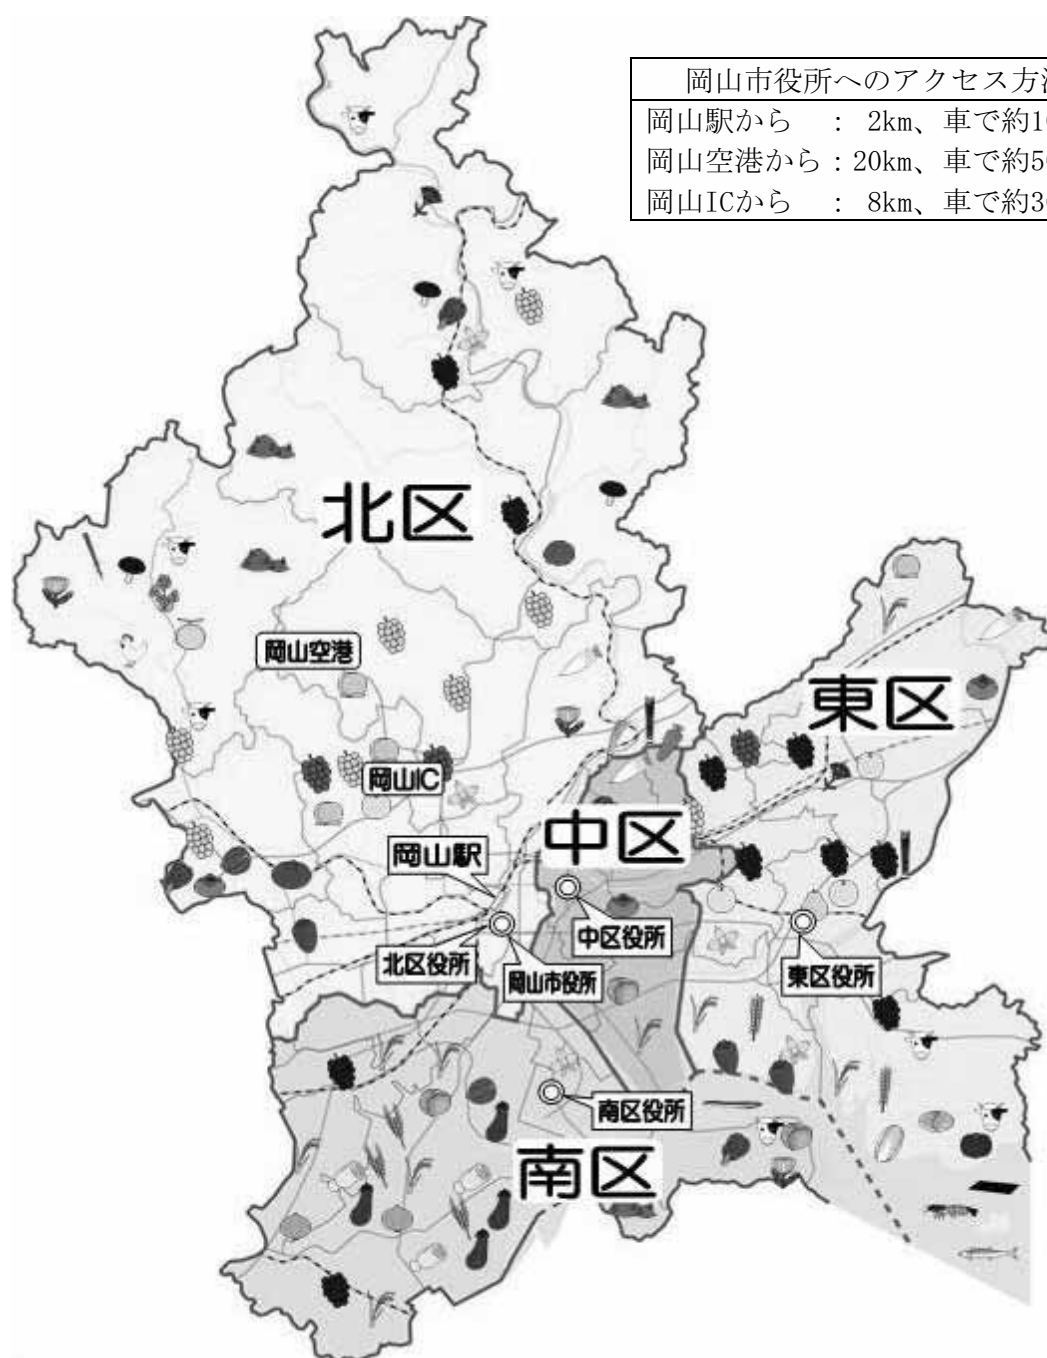 岡山市役所へのアクセス方
岡山駅から : 2km、車で約1
岡山空港から:20km、車で約5
岡山ICから : 8km、車で約3
北区
岡山空港
東区
岡山IC
中区
岡山駅
中区役所
北区役所
岡山市役所
東区役所
南区役所
南区